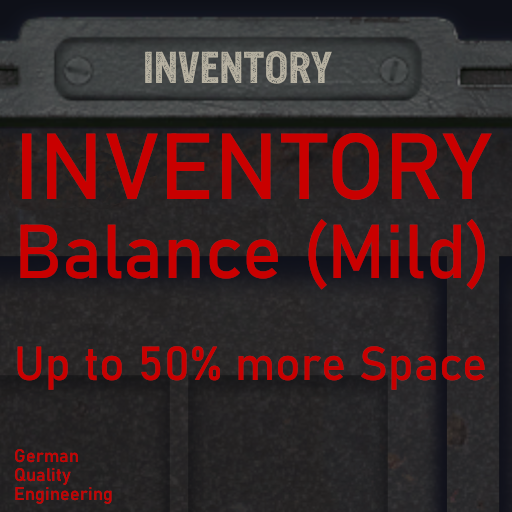 INVENTORY
INVENTORY
Balance (Mild)
Up to 50% more Space
German
Quality
Engineering